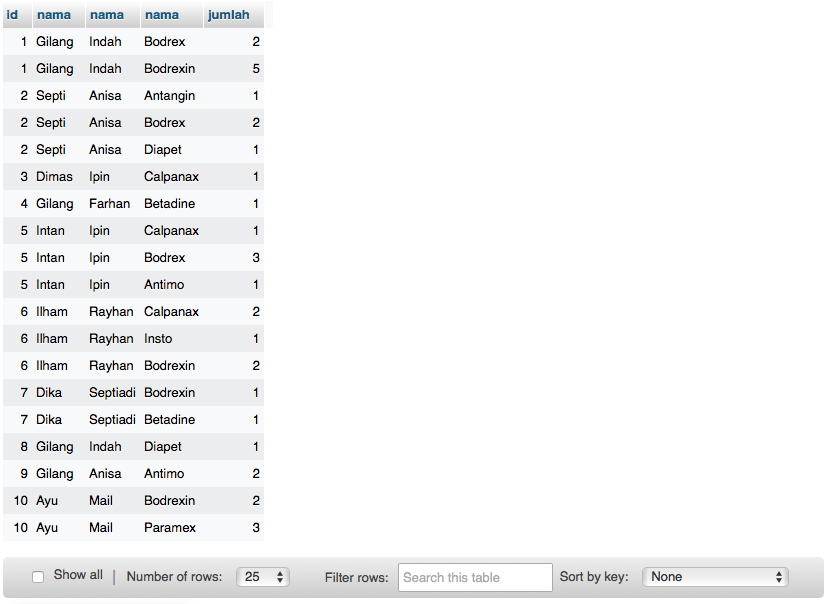 id nama nama nama jumlah
1 Gilang Indah Bodrex 2
1 Gilang Indah Bodrexin 5
2 Septi Anisa Antangin 1
2 Septi Anisa Bodrex 2
2 Septi Anisa Diapet 1
3 Dimas Ipin Calpanax 1
4 Gilang Farhan Betadine 1
5 Intan Ipin Calpanax 1
5 Intan Ipin Bodrex 3
5 Intan Ipin Antimo 1
6 Ilham Rayhan Calpanax 2
6 Ilham Rayhan Insto 1
6 Ilham Rayhan Bodrexin 2
7 Dika Septiadi Bodrexin 1
7 Dika Septiadi Betadine 1
8 Gilang Indah Diapet 1
9 Gilang Anisa Antimo 2
10 Ayu Mail Bodrexin 2
10 Ayu Mail Paramex 3
Show all | Number of rows: 25 Filter rows: Search this table Sort by key: None